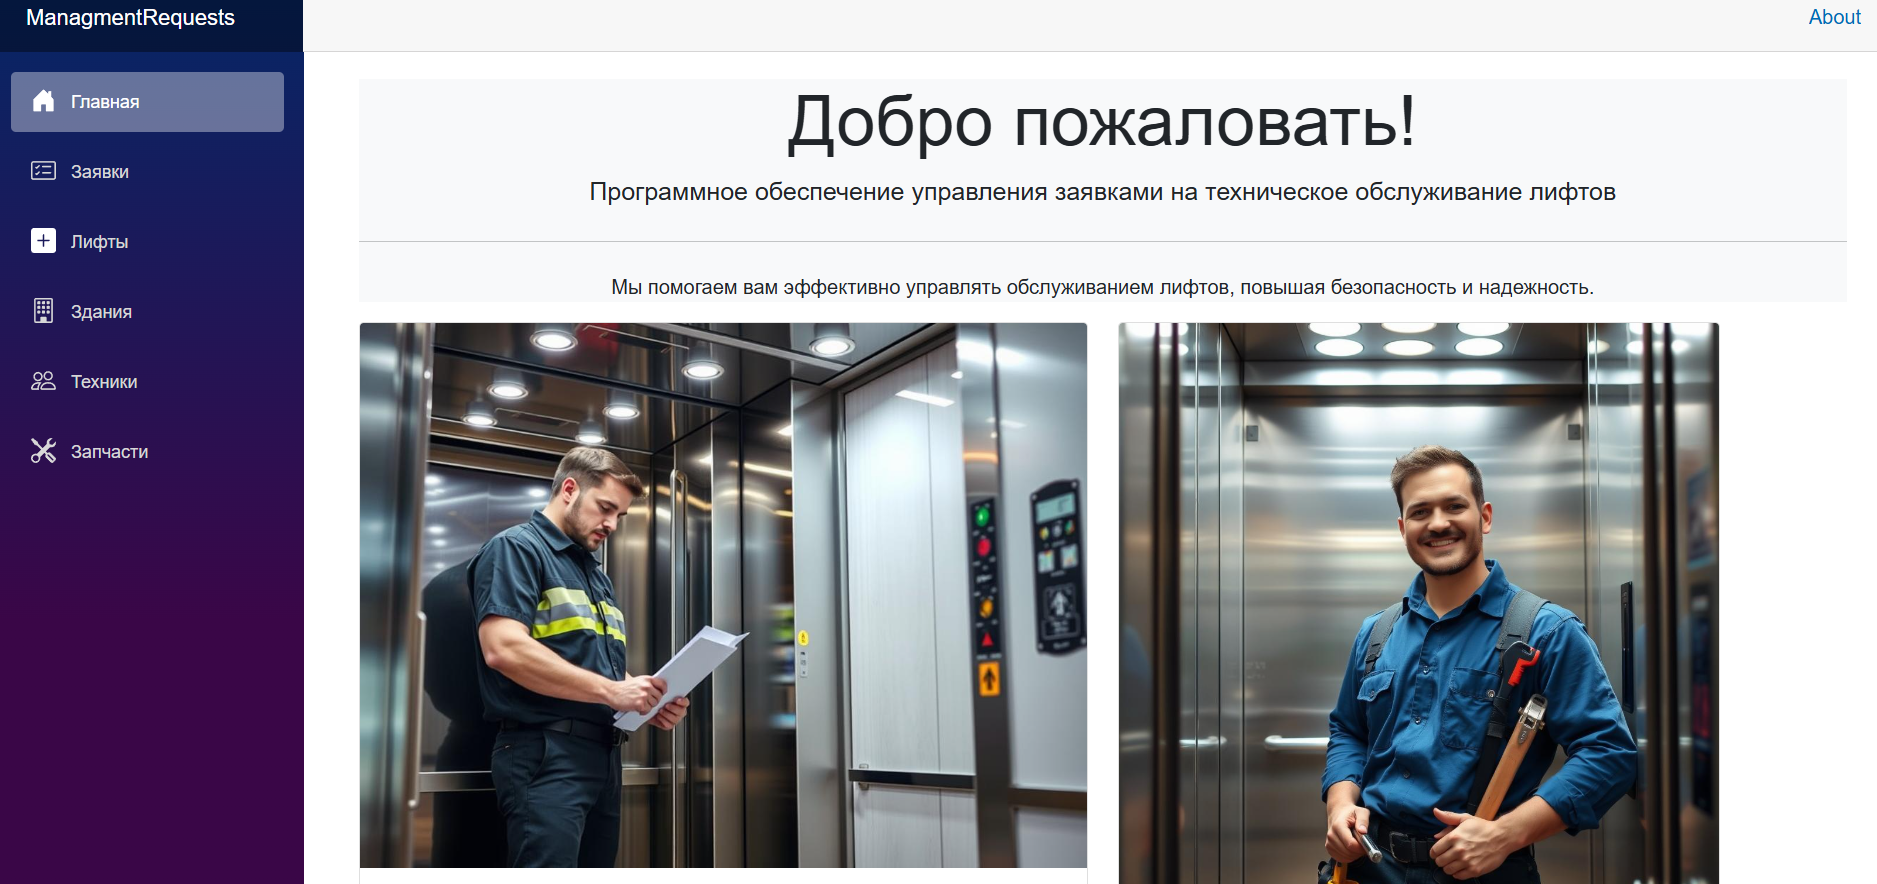 ManagmentRequests
About
Главная
Заявки
Лифты
Здания
Техники
Запчасти
Добро пожаловать!
Программное обеспечение управления заявками на техническое обслуживание лифтов
Мы помогаем вам эффективно управлять обслуживанием лифтов, повышая безопасность и надежность.